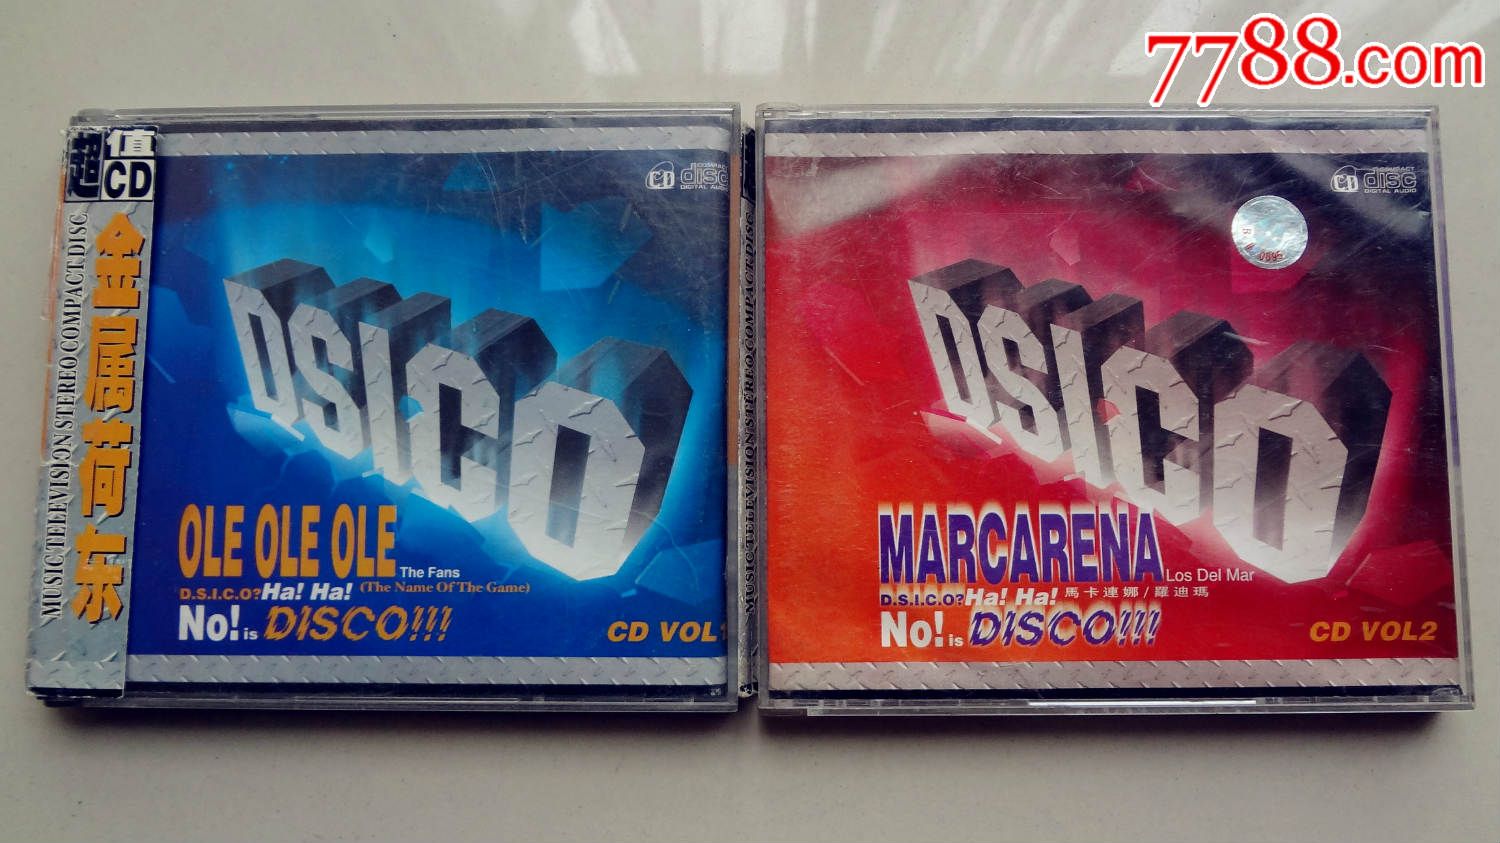 7788.com
超值CD
金属荷东
MUSIC TELEVISION STEREO COMPACT DISC
CD
COMPACT
disc
DIGITAL AUDIO
DSICO
OLE OLE OLE
The Fans
D.S.I.C.O?Ha! Ha! (The Name Of The Game)
No! is DISCO!!!
CD VOL1
MUSIC TELEVISION STEREO COMPACT DISC
CD
COMPACT
disc
DIGITAL AUDIO
DSICO
MARCARENA
Los Del Mar
D.S.I.C.O?Ha! Ha! 馬卡連娜/羅迪瑪
No! is DISCO!!!
CD VOL2